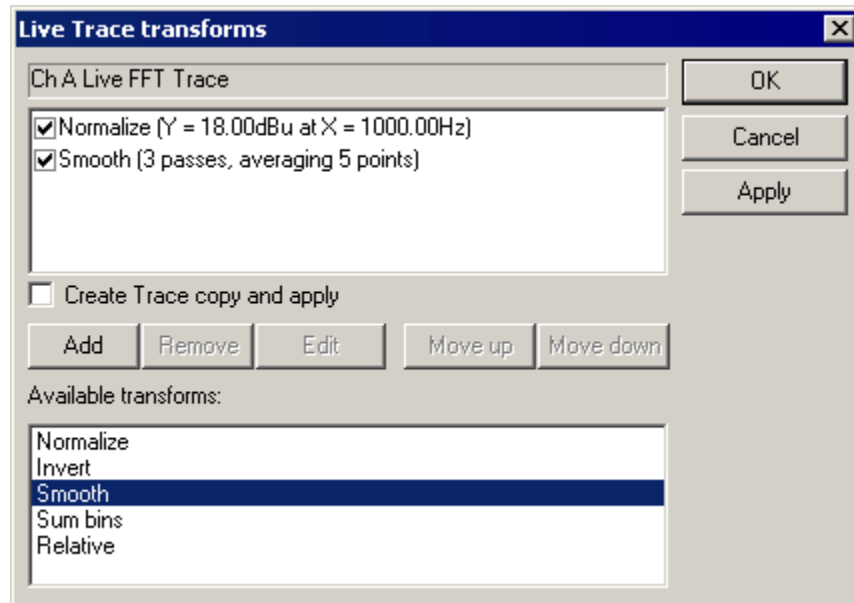 Live Trace transforms
Ch A Live FFT Trace
OK
Normalize (Y = 18.00dBu at X = 1000.00Hz)
Smooth (3 passes, averaging 5 points)
Cancel
Apply
Create Trace copy and apply
Add Remove Edit Move up Move down
Available transforms:
Normalize
Invert
Smooth
Sum bins
Relative